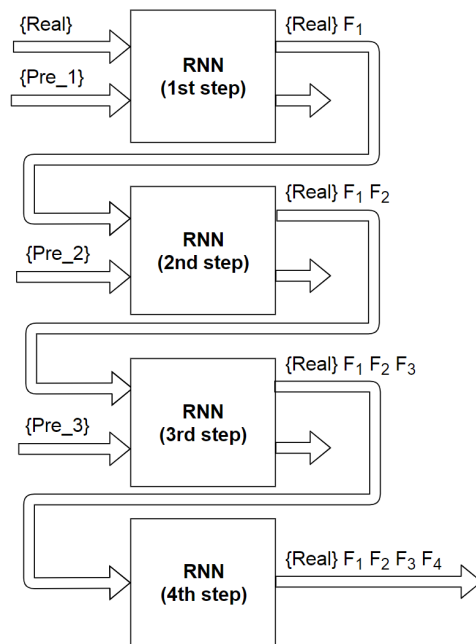 {Real}
{Pre_1}
RNN
(1st step)
{Real} F₁
{Pre_2}
RNN
(2nd step)
{Real} F₁ F₂
{Pre_3}
RNN
(3rd step)
{Real} F₁ F₂ F₃
RNN
(4th step)
{Real} F₁ F₂ F₃ F₄